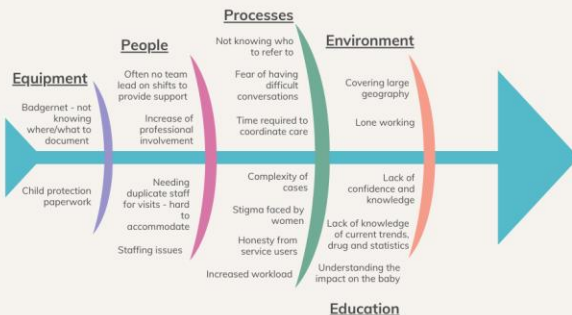 Equipment
Badgernet - not
knowing
where/what to
document
Child protection
paperwork
People
Often no team
lead on shifts to
provide support
Increase of
professional
involvement
Needing
duplicate staff
for visits - hard
to
accommodate
Staffing issues
Processes
Not knowing who
to refer to
Fear of having
difficult
conversations
Time required to
coordinate care
Complexity of
cases
Stigma faced by
women
Honesty from
service users
Increased workload
Environment
Covering large
geography
Lone working
Lack of
confidence and
knowledge
Lack of knowledge
of current trends,
drug and statistics
Understanding the
impact on the baby
Education